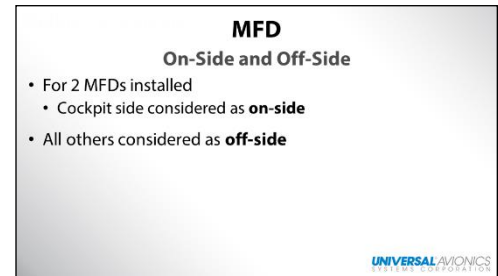 MFD
On-Side and Off-Side
• For 2 MFDs installed
• Cockpit side considered as on-side
• All others considered as off-side
UNIVERSAL AVIONICS
SYSTEMS CORPORATION